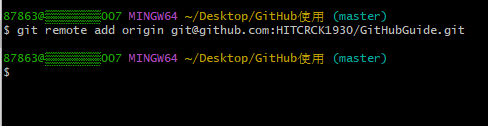 87863@▒▒▒▒▒▒▒007 MINGW64 ~/Desktop/GitHub使用 (master)
$ git remote add origin git@github.com:HITCRCK1930/GitHubGuide.git
87863@▒▒▒▒▒▒▒007 MINGW64 ~/Desktop/GitHub使用 (master)
$